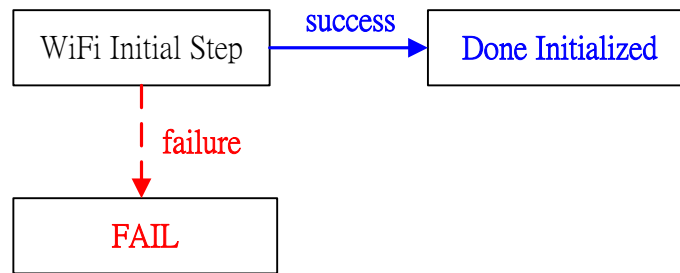 success
WiFi Initial Step
Done Initialized
failure
FAIL